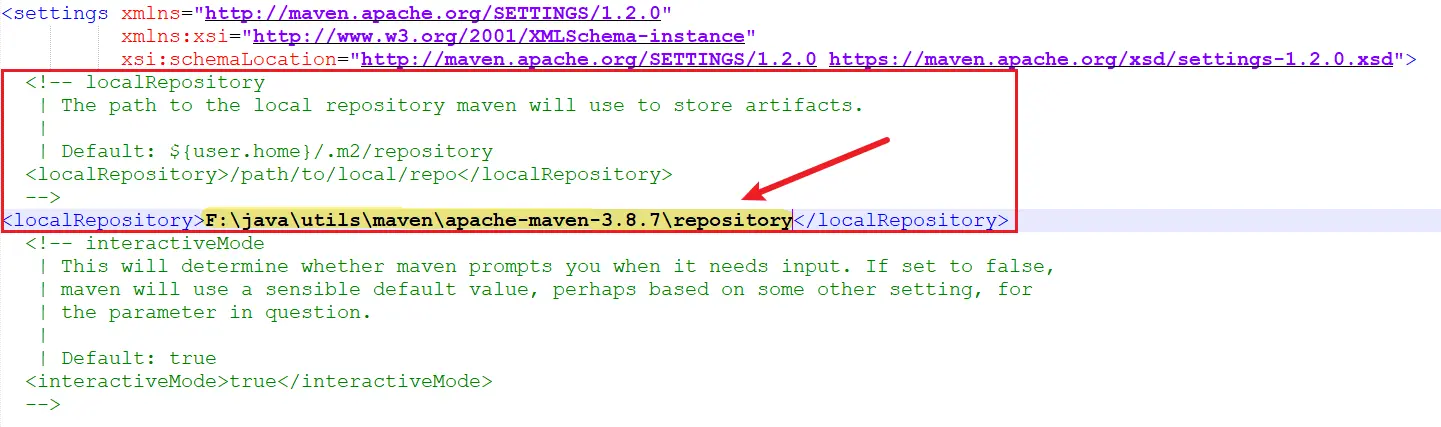 <settings xmlns="http://maven.apache.org/SETTINGS/1.2.0"
xmlns:xsi="http://www.w3.org/2001/XMLSchema-instance"
xsi:schemaLocation="http://maven.apache.org/SETTINGS/1.2.0 https://maven.apache.org/xsd/settings-1.2.0.xsd">
<!-- localRepository
| The path to the local repository maven will use to store artifacts.
|
| Default: ${user.home}/.m2/repository
<localRepository>/path/to/local/repo</localRepository>
-->
<localRepository>F:\java\utils\maven\apache-maven-3.8.7\repository</localRepository>
<!-- interactiveMode
| This will determine whether maven prompts you when it needs input. If set to false,
| maven will use a sensible default value, perhaps based on some other setting, for
| the parameter in question.
|
| Default: true
<interactiveMode>true</interactiveMode>
-->